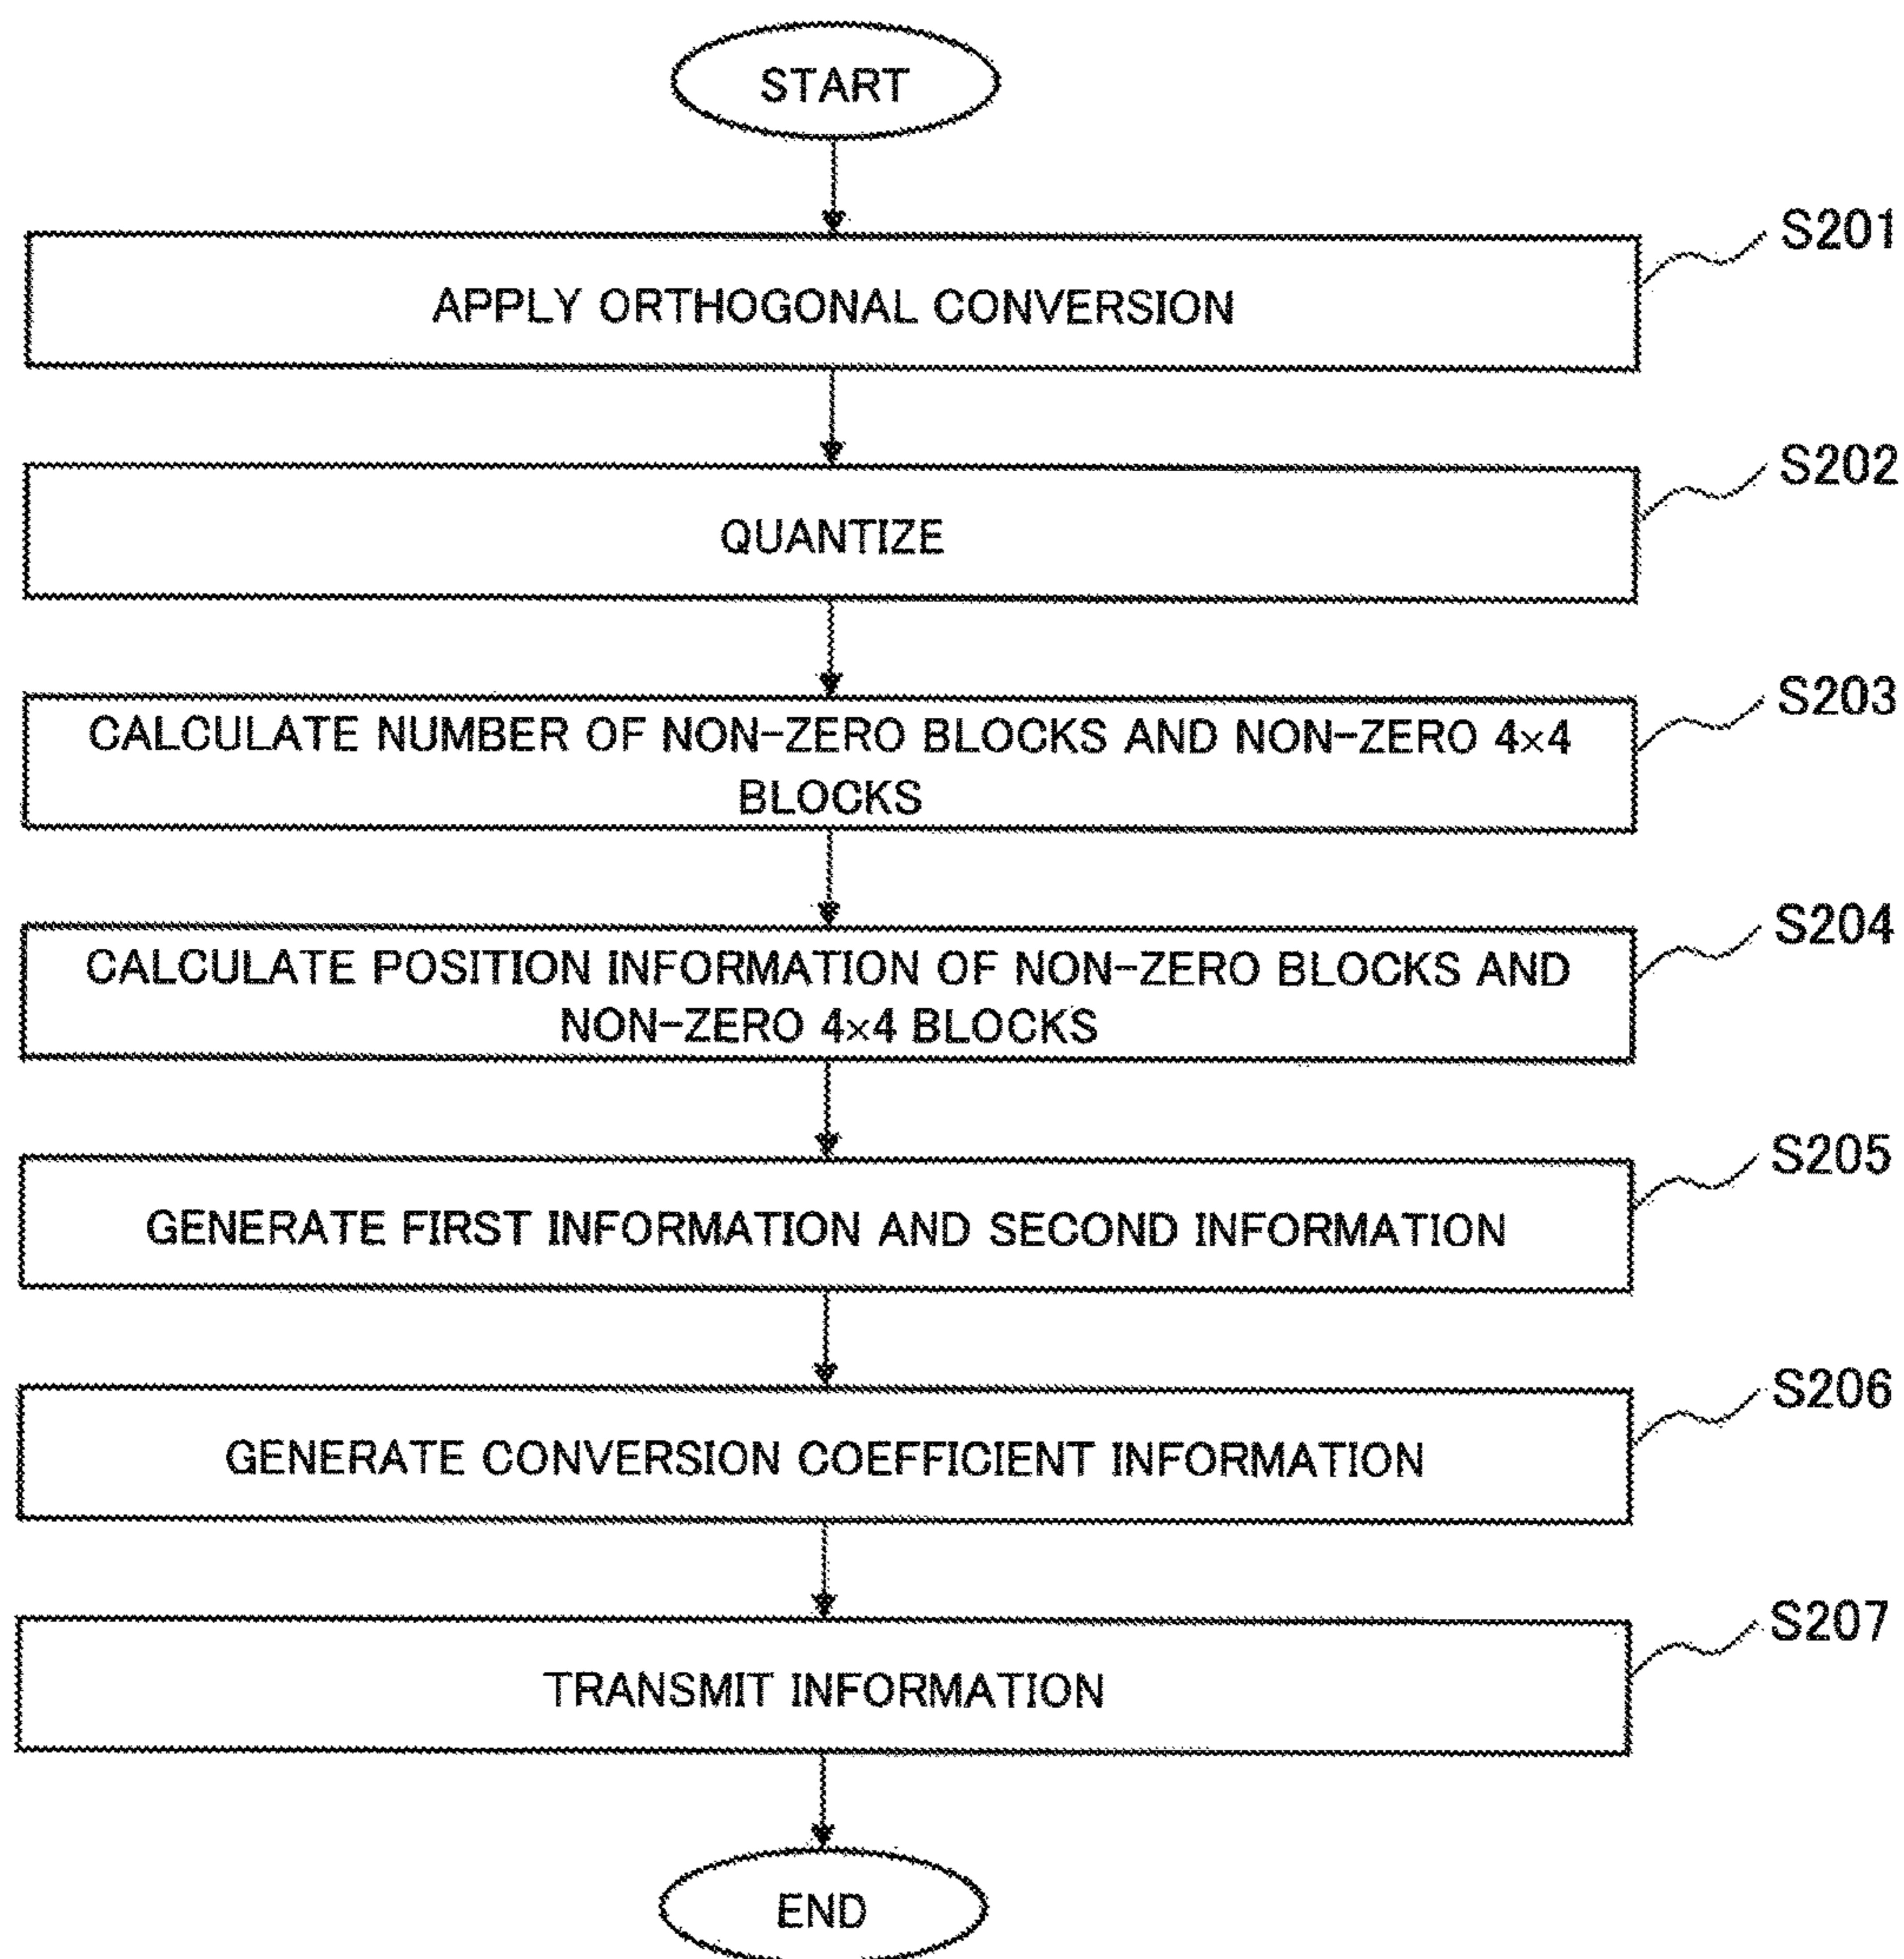 START
S201
APPLY ORTHOGONAL CONVERSION
S202
QUANTIZE
S203
CALCULATE NUMBER OF NON-ZERO BLOCKS AND NON-ZERO 4×4
BLOCKS
S204
CALCULATE POSITION INFORMATION OF NON-ZERO BLOCKS AND
NON-ZERO 4×4 BLOCKS
S205
GENERATE FIRST INFORMATION AND SECOND INFORMATION
S206
GENERATE CONVERSION COEFFICIENT INFORMATION
S207
TRANSMIT INFORMATION
END